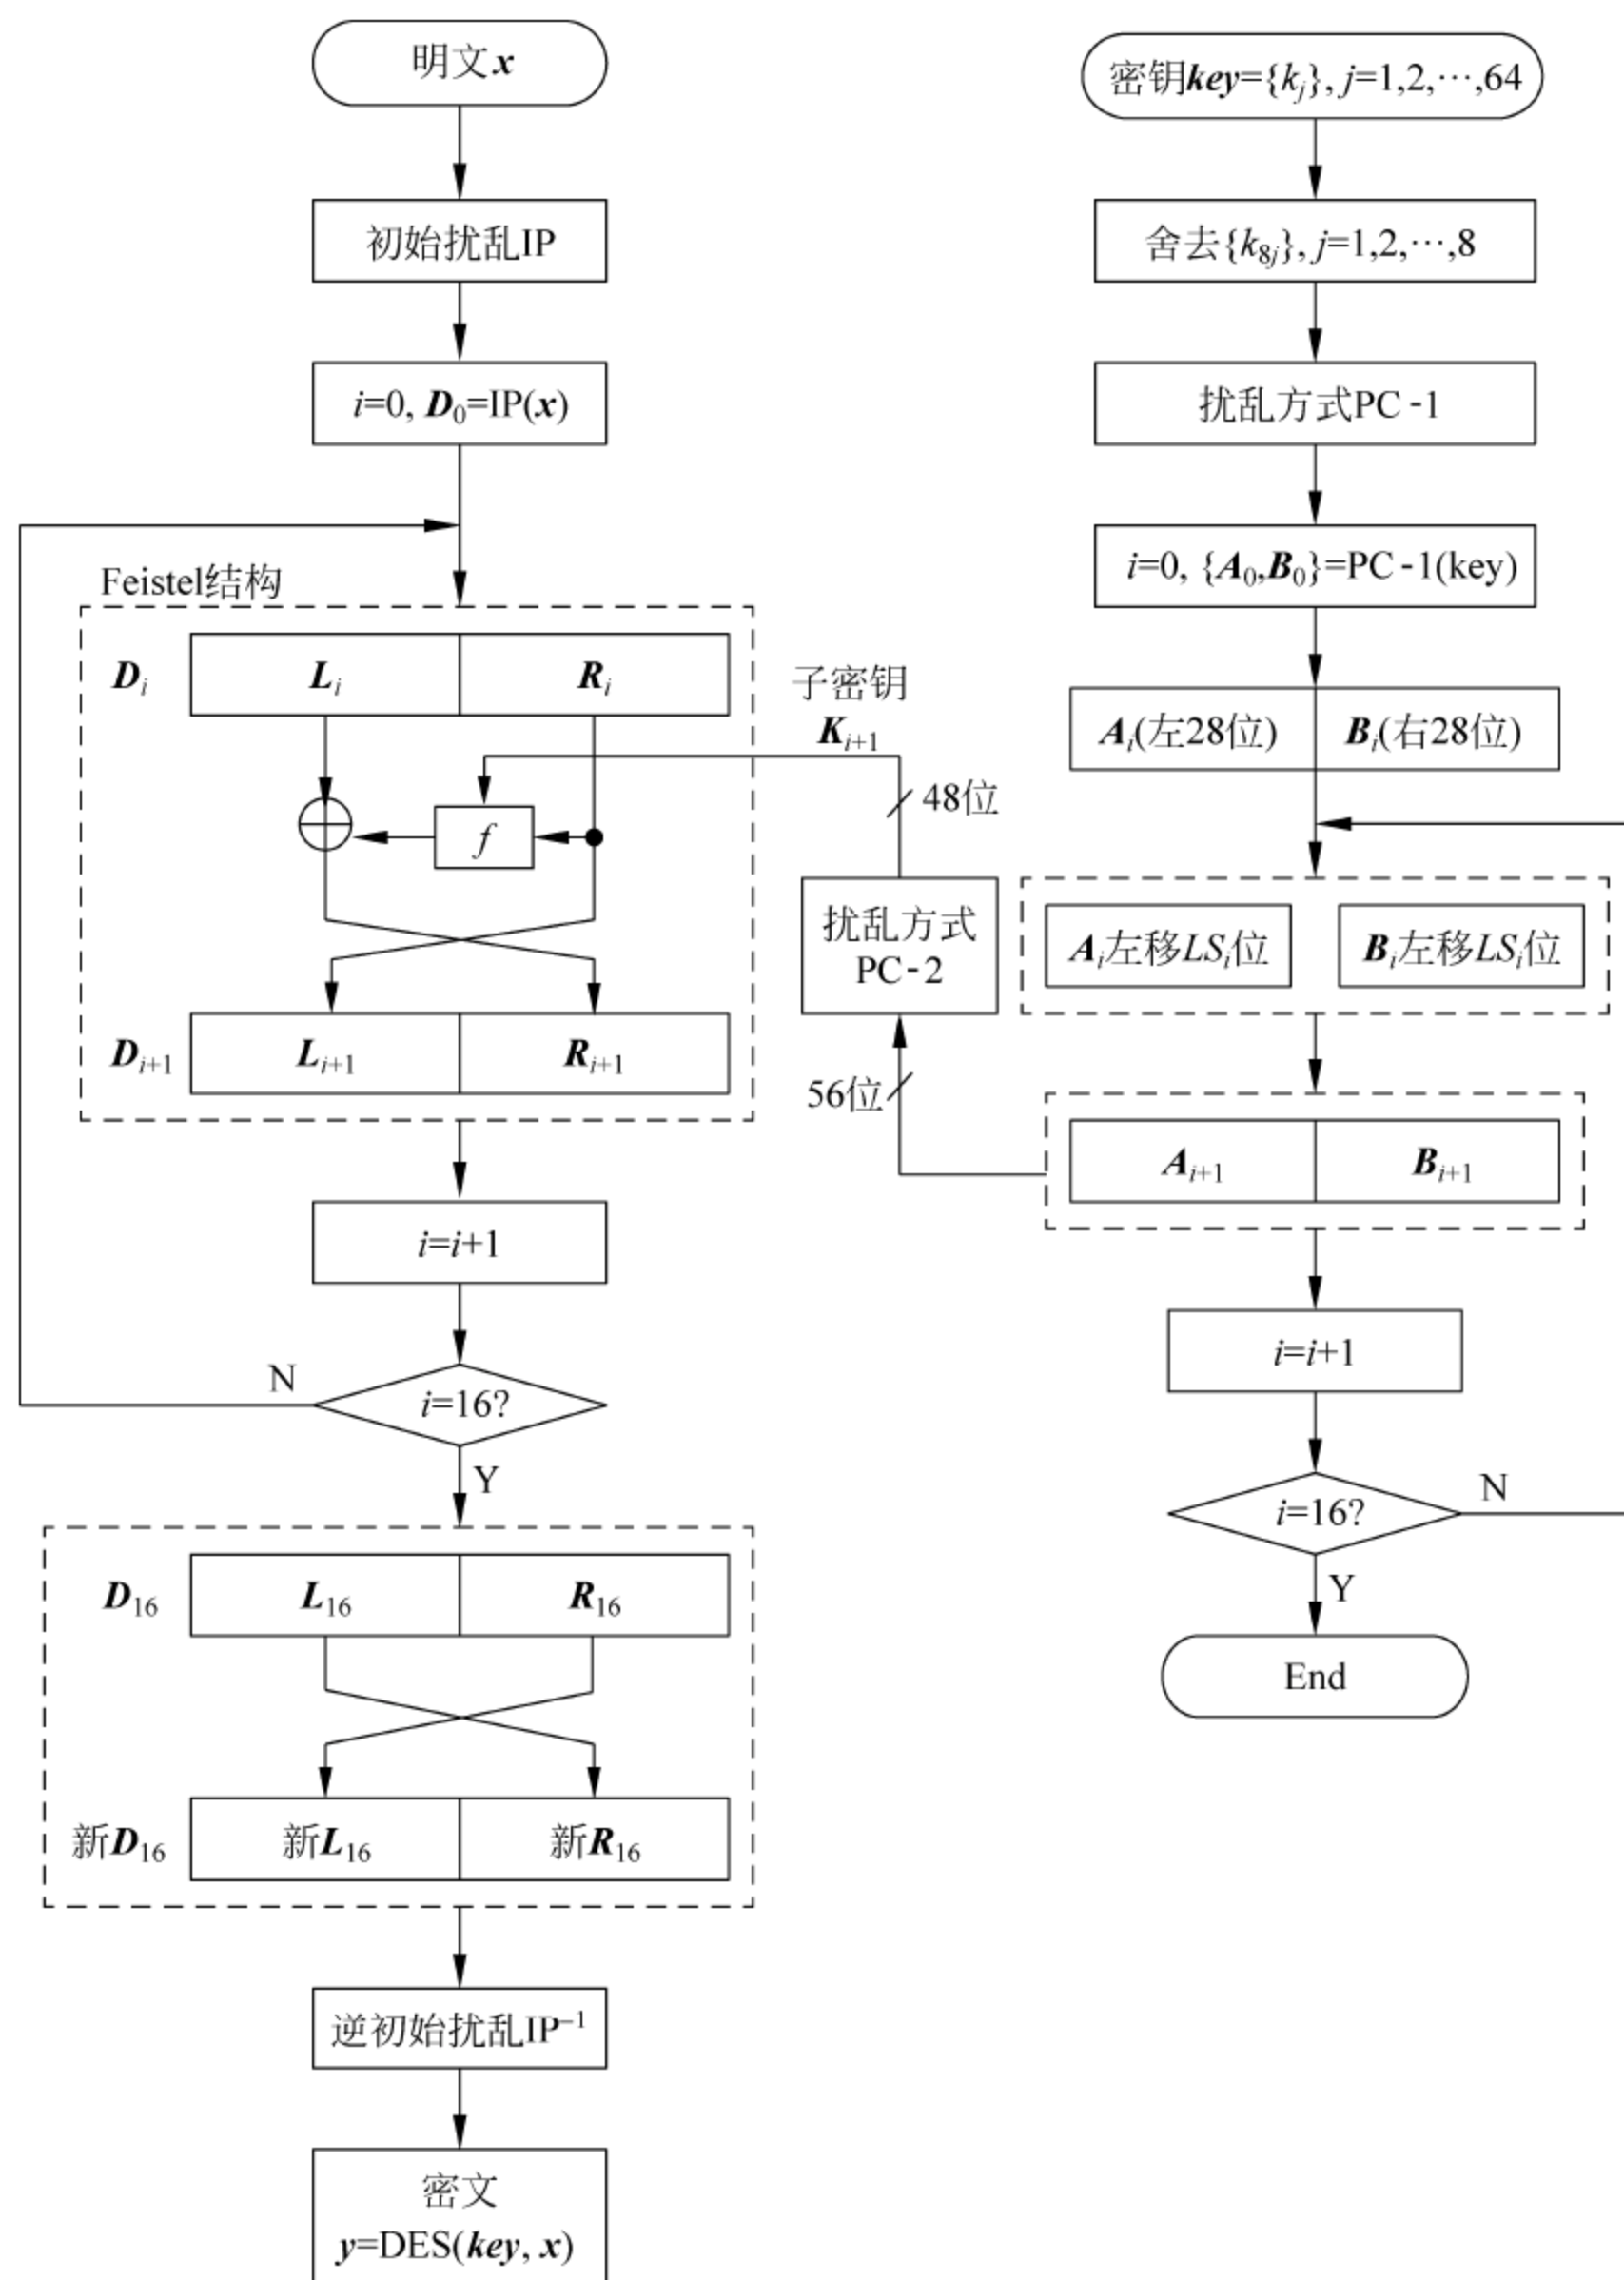 明文x
初始扰乱IP
i=0, D₀=IP(x)
Feistel结构
Dᵢ
Lᵢ
Rᵢ
f
Dᵢ₊₁
Lᵢ₊₁
Rᵢ₊₁
i=i+1
i=16?
N
Y
D₁₆
L₁₆
R₁₆
新D₁₆
新L₁₆
新R₁₆
逆初始扰乱IP⁻¹
密文
y=DES(key, x)
子密钥
Kᵢ₊₁
48位
扰乱方式
PC-2
56位
密钥key={kⱼ}, j=1,2,⋯,64
舍去{k₈ⱼ}, j=1,2,⋯,8
扰乱方式PC-1
i=0, {A₀,B₀}=PC-1(key)
Aᵢ(左28位)
Bᵢ(右28位)
Aᵢ左移LSᵢ位
Bᵢ左移LSᵢ位
Aᵢ₊₁
Bᵢ₊₁
i=i+1
i=16?
N
Y
End